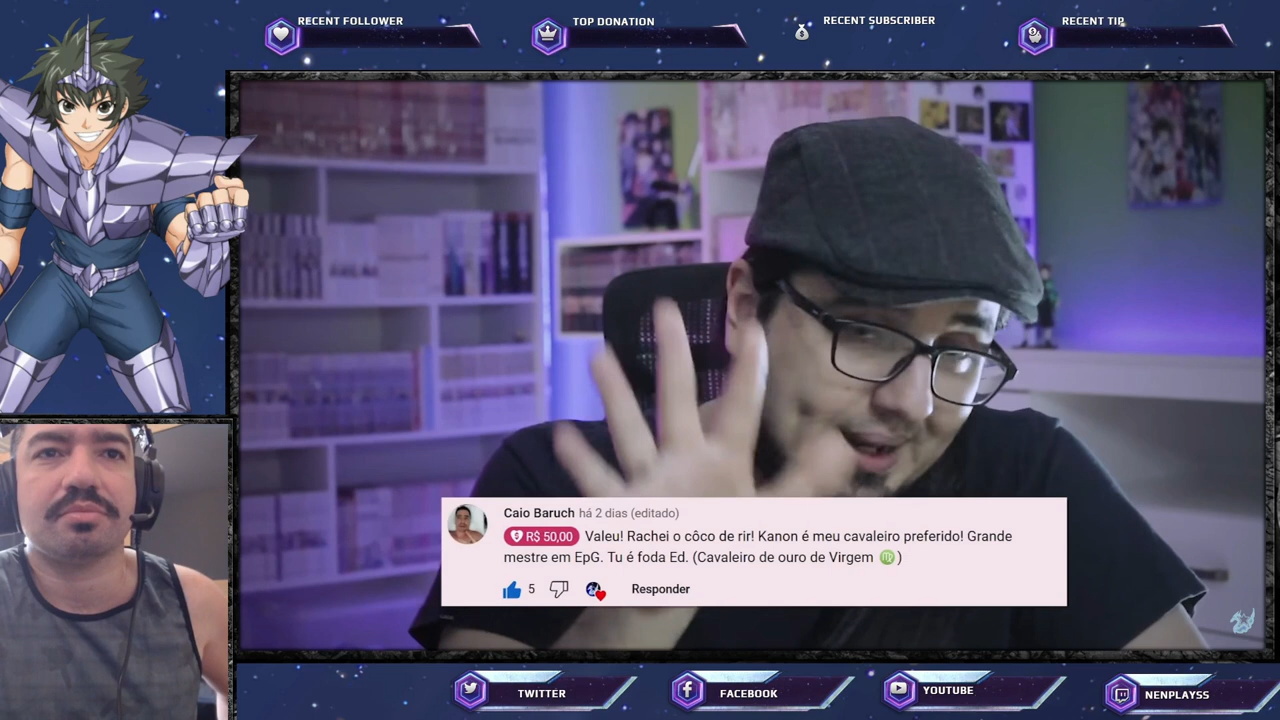 RECENT FOLLOWER
TOP DONATION
RECENT SUBSCRIBER
RECENT TIP
Caio Baruch há 2 dias (editado)
R$ 50,00 Valeu! Rachei o côco de rir! Kanon é meu cavaleiro preferido! Grande
mestre em EpG. Tu é foda Ed. (Cavaleiro de ouro de Virgem ♍)
5 Responder
TWITTER
FACEBOOK
YOUTUBE
NENPLAYSS